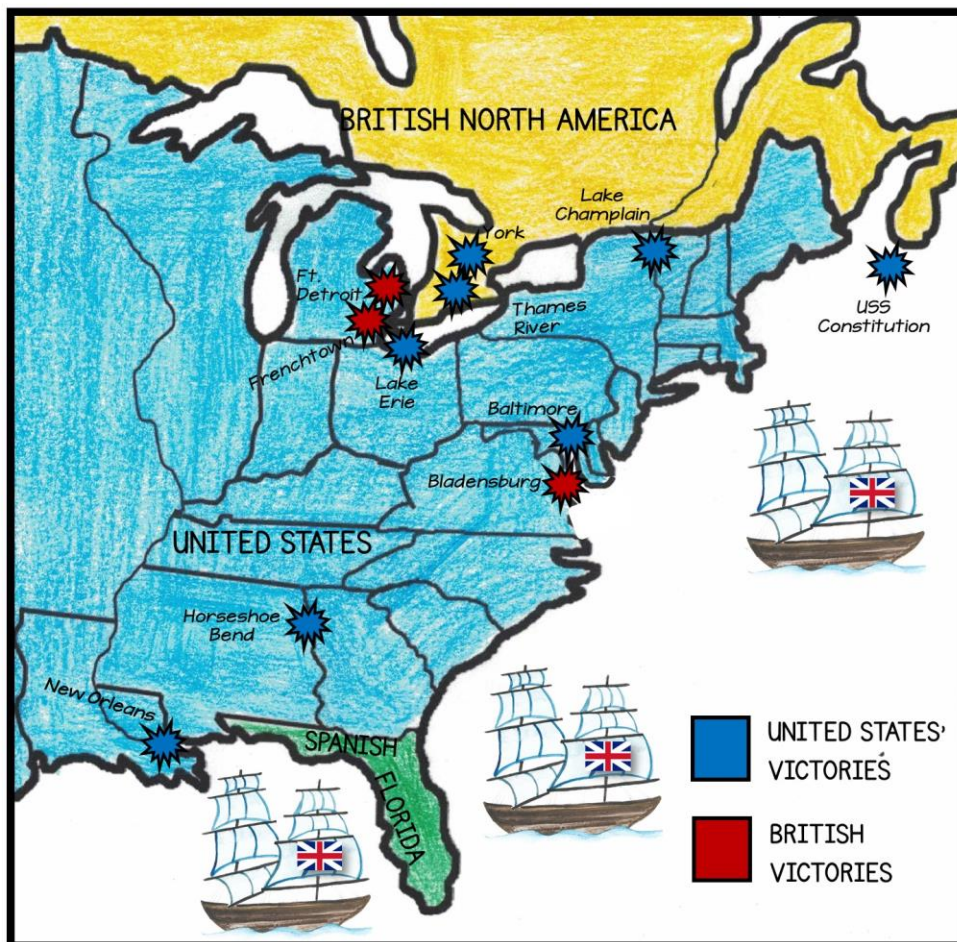 BRITISH NORTH AMERICA
Lake
Champlain
York
Ft.
Detroit
Thames
River
USS
Constitution
Frenchtown
Lake
Erie
Baltimore
Bladensburg
UNITED STATES
Horseshoe
Bend
New Orleans
SPANISH
FLORIDA
UNITED STATES'
VICTORIES
BRITISH
VICTORIES